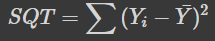 SQT = ∑(Yᵢ − Ȳ)²